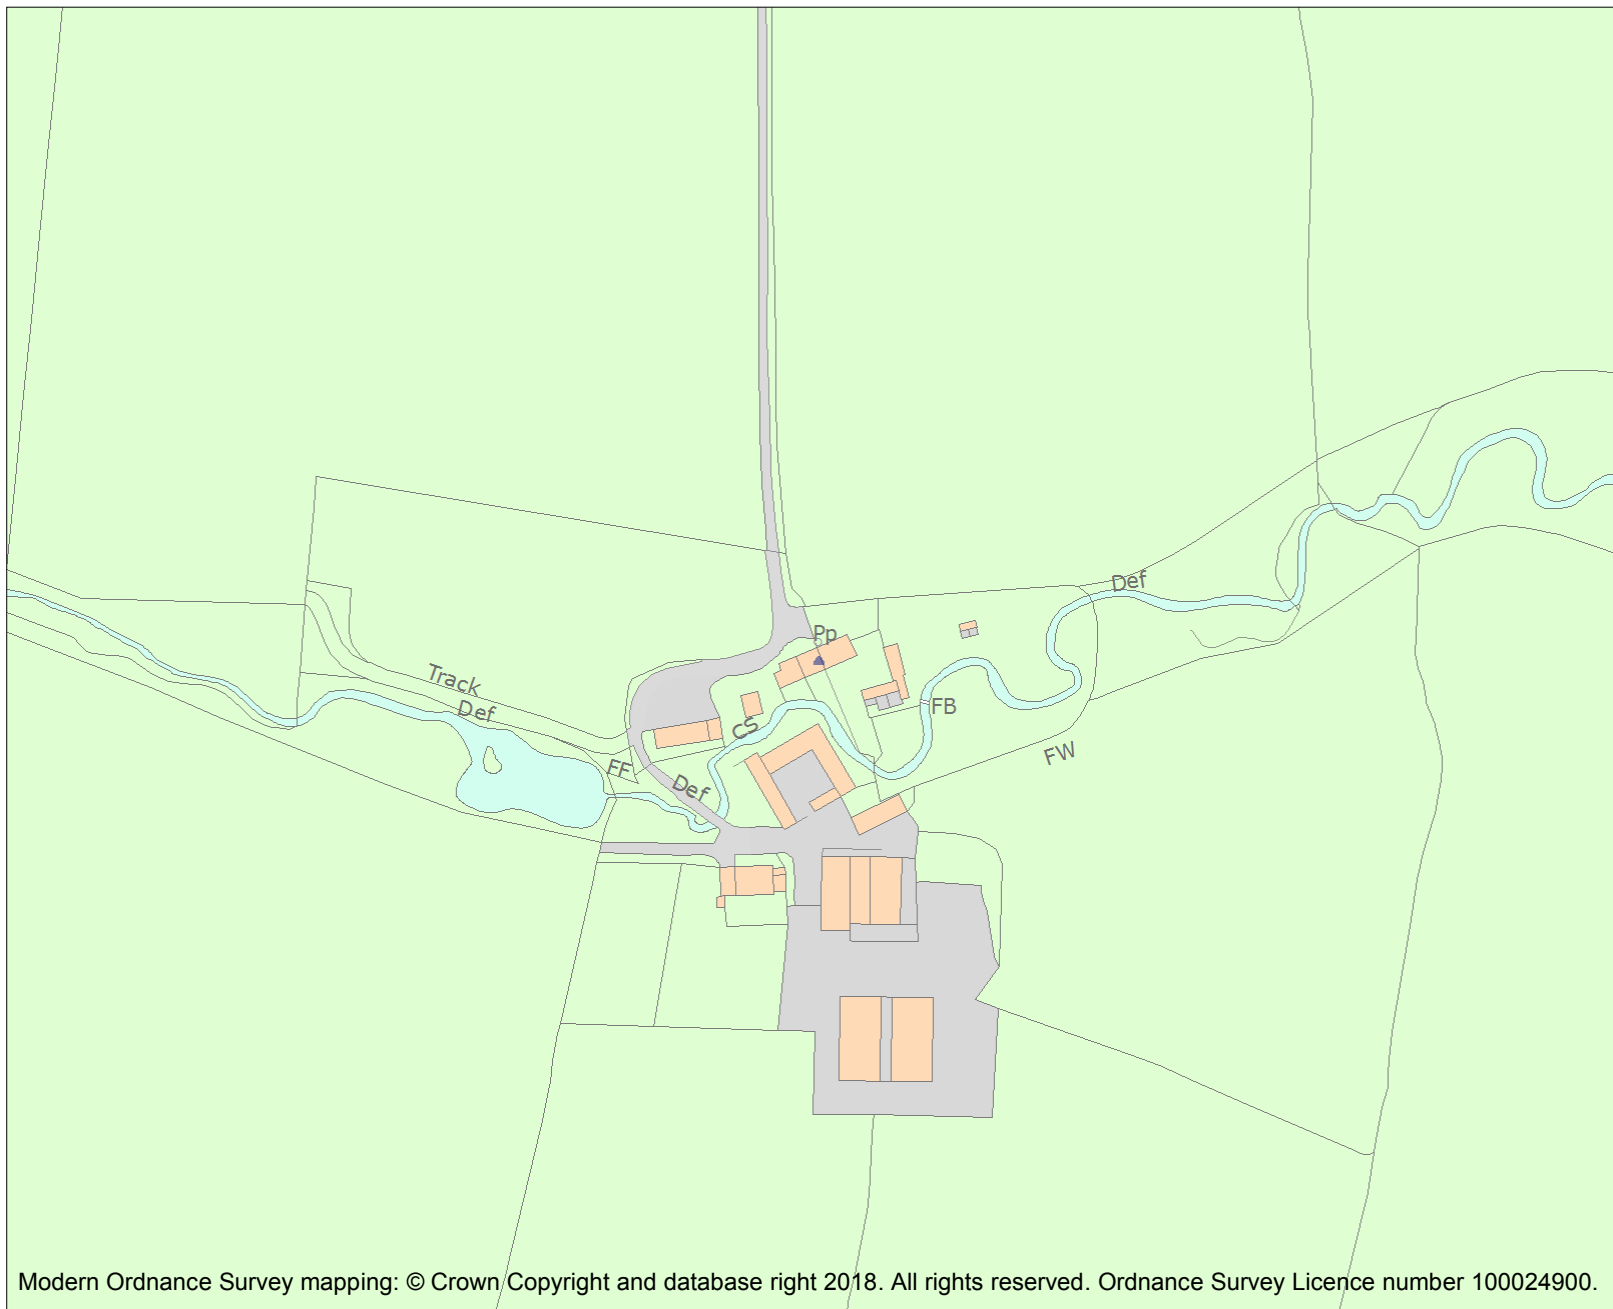 Def
Pp
Track
Def
FB
CS
FW
FF
Def
Modern Ordnance Survey mapping: © Crown Copyright and database right 2018. All rights reserved. Ordnance Survey Licence number 100024900.